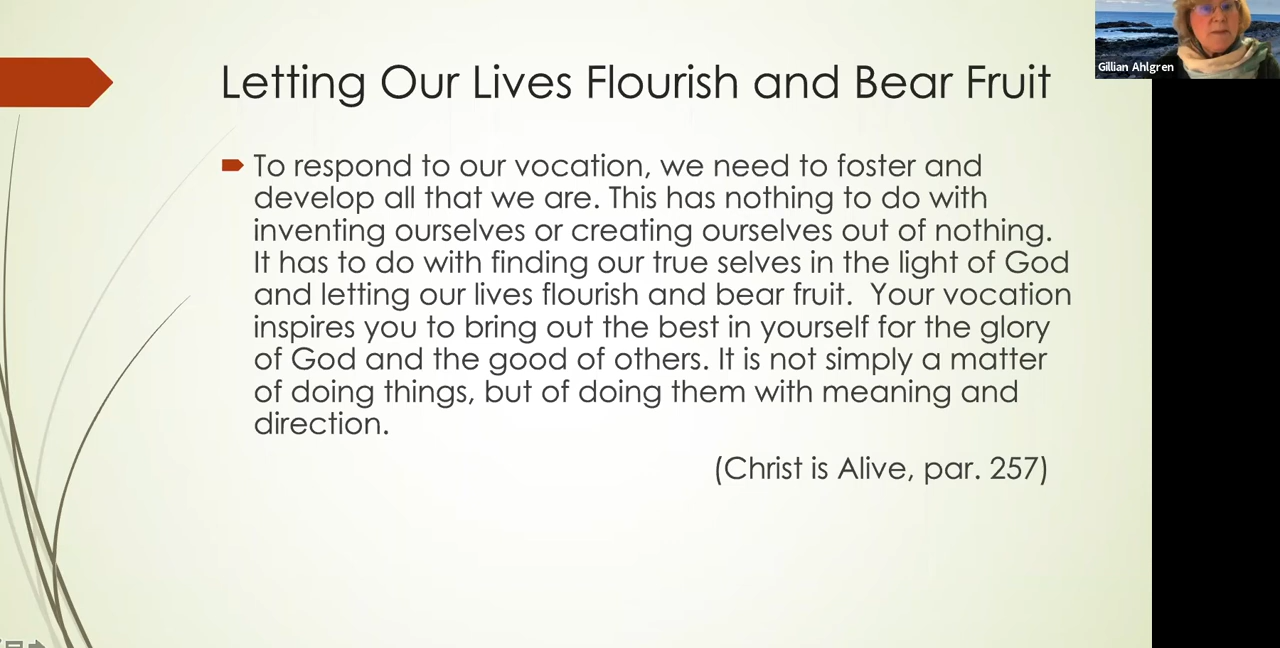 Gillian Ahlgren
Letting Our Lives Flourish and Bear Fruit
To respond to our vocation, we need to foster and
develop all that we are. This has nothing to do with
inventing ourselves or creating ourselves out of nothing.
It has to do with finding our true selves in the light of God
and letting our lives flourish and bear fruit.  Your vocation
inspires you to bring out the best in yourself for the glory
of God and the good of others. It is not simply a matter
of doing things, but of doing them with meaning and
direction.
(Christ is Alive, par. 257)